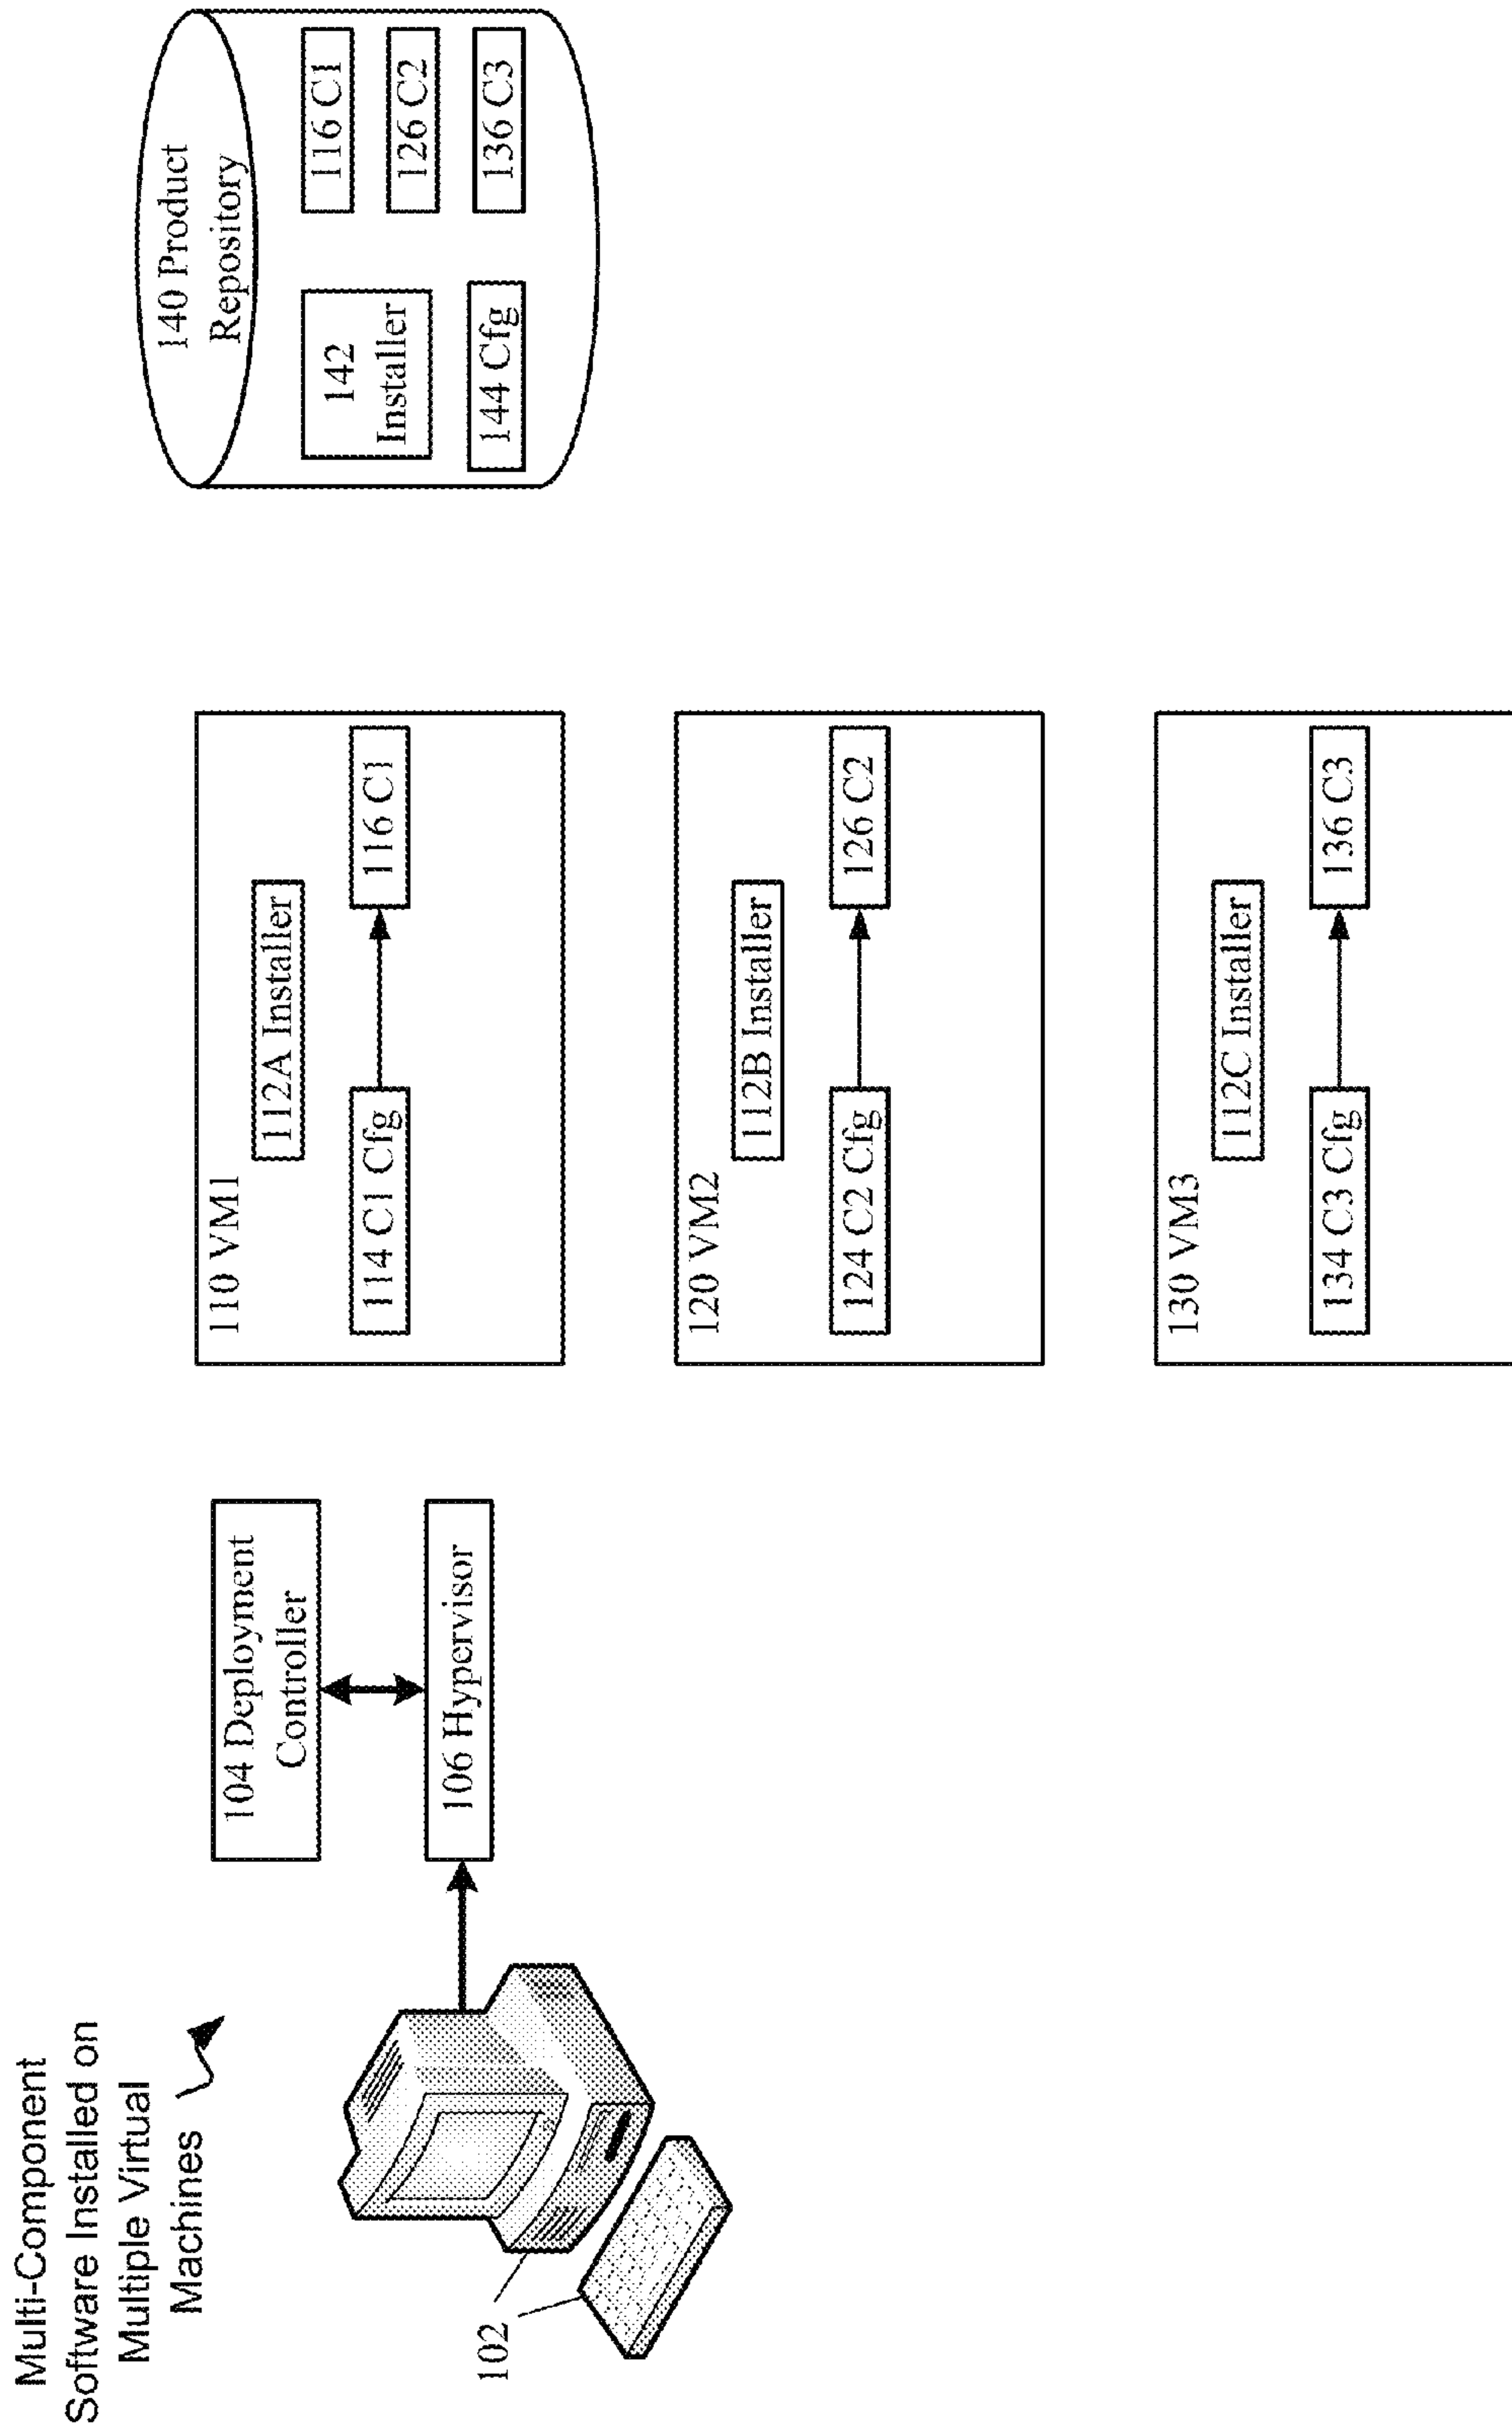 Multi-Component
Software Installed on
Multiple Virtual
Machines
102
104 Deployment
Controller
106 Hypervisor
110 VM1
112A Installer
114 C1 Cfg
116 C1
120 VM2
112B Installer
124 C2 Cfg
126 C2
130 VM3
112C Installer
134 C3 Cfg
136 C3
140 Product
Repository
142
Installer
144 Cfg
116 C1
126 C2
136 C3